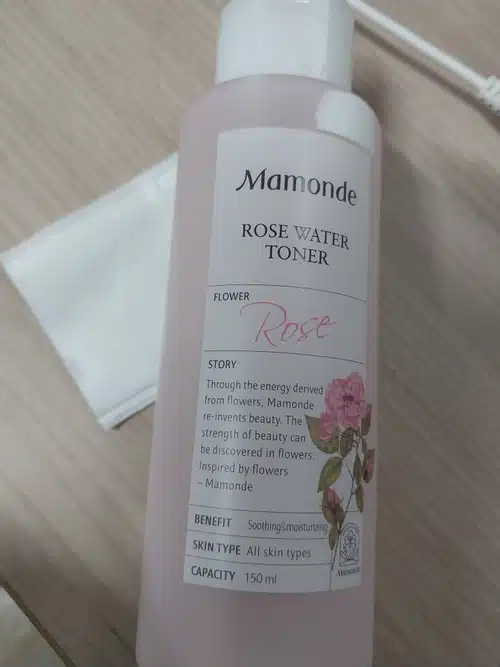 Mamonde
ROSE WATER
TONER
FLOWER
Rose
STORY
Through the energy derived
from flowers, Mamonde
re-invents beauty. The
strength of beauty can
be discovered in flowers.
Inspired by flowers
– Mamonde
BENEFIT Soothing&moisturizing
SKIN TYPE All skin types
CAPACITY 150 ml
Mamonde